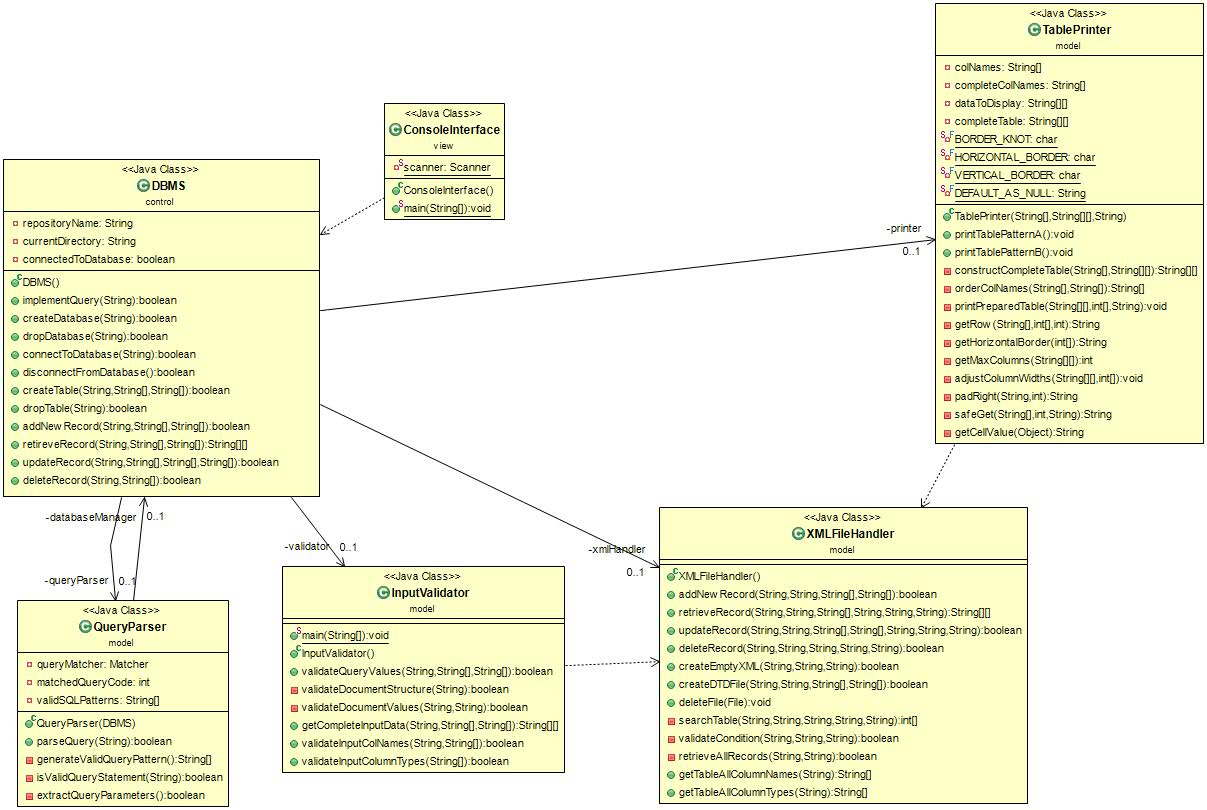 <<Java Class>>
TablePrinter
model
colNames: String[]
completeColNames: String[]
dataToDisplay: String[][]
completeTable: String[][]
BORDER_KNOT: char
HORIZONTAL_BORDER: char
VERTICAL_BORDER: char
DEFAULT_AS_NULL: String
TablePrinter(String[],String[][],String)
printTablePatternA():void
printTablePatternB():void
constructCompleteTable(String[],String[][]):String[][]
orderColNames(String[],String[]):String[]
printPreparedTable(String[][],int[],String):void
getRow(String[],int[],int):String
getHorizontalBorder(int[]):String
getMaxColumns(String[][]):int
adjustColumnWidths(String[][],int[]):void
padRight(String,int):String
safeGet(String[],int,String):String
getCellValue(Object):String
<<Java Class>>
ConsoleInterface
view
scanner: Scanner
ConsoleInterface()
main(String[]):void
<<Java Class>>
DBMS
control
repositoryName: String
currentDirectory: String
connectedToDatabase: boolean
DBMS()
implementQuery(String):boolean
createDatabase(String):boolean
dropDatabase(String):boolean
connectToDatabase(String):boolean
disconnectFromDatabase():boolean
createTable(String,String[],String[]):boolean
dropTable(String):boolean
addNewRecord(String,String[],String[]):boolean
retireveRecord(String,String[],String[]):String[][]
updateRecord(String,String[],String[],String[]):boolean
deleteRecord(String,String[]):boolean
-printer
0..1
-databaseManager
0..1
-queryParser
0..1
-validator
0..1
-xmlHandler
0..1
<<Java Class>>
QueryParser
model
queryMatcher: Matcher
matchedQueryCode: int
validSQLPatterns: String[]
QueryParser(DBMS)
parseQuery(String):boolean
generateValidQueryPattern():String[]
isValidQueryStatement(String):boolean
extractQueryParameters():boolean
<<Java Class>>
InputValidator
model
main(String[]):void
InputValidator()
validateQueryValues(String,String[],String[]):boolean
validateDocumentStructure(String):boolean
validateDocumentValues(String,String):boolean
getCompleteInputData(String,String[],String[]):String[][]
validateInputColNames(String,String[]):boolean
validateInputColumnTypes(String[]):boolean
<<Java Class>>
XMLFileHandler
model
XMLFileHandler()
addNewRecord(String,String,String[],String[]):boolean
retrieveRecord(String,String,String[],String,String,String):String[][]
updateRecord(String,String,String[],String[],String,String,String):boolean
deleteRecord(String,String,String,String,String):boolean
createEmptyXML(String,String):boolean
createDTDFile(String,String,String[],String[]):boolean
deleteFile(File):void
searchTable(String,String,String,String,String):int[]
validateCondition(String,String,String):boolean
retrieveAllRecords(String,String):boolean
getTableAllColumnNames(String):String[]
getTableAllColumnTypes(String):String[]